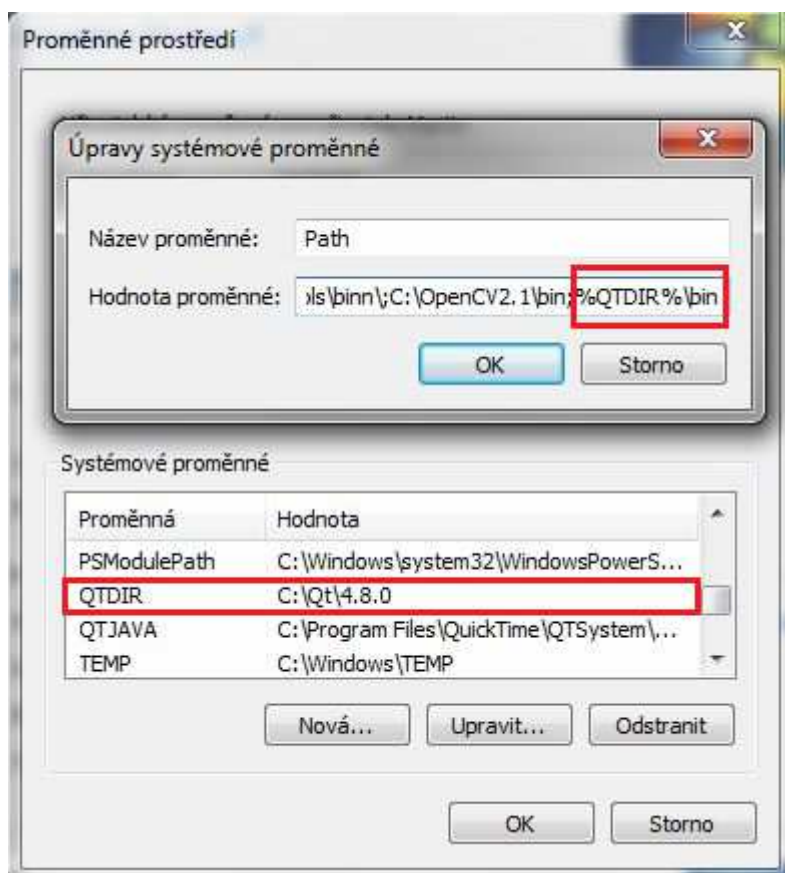 Proměnné prostředí
Úpravy systémové proměnné
Název proměnné: Path
Hodnota proměnné: ls\binn\;C:\OpenCV2.1\bin;%QTDIR%\bin
OK Storno
Systémové proměnné
Proměnná Hodnota
PSModulePath C:\Windows\system32\WindowsPowerS...
QTDIR C:\Qt\4.8.0
QTJAVA C:\Program Files\QuickTime\QTSystem\...
TEMP C:\Windows\TEMP
Nová... Upravit... Odstranit
OK Storno